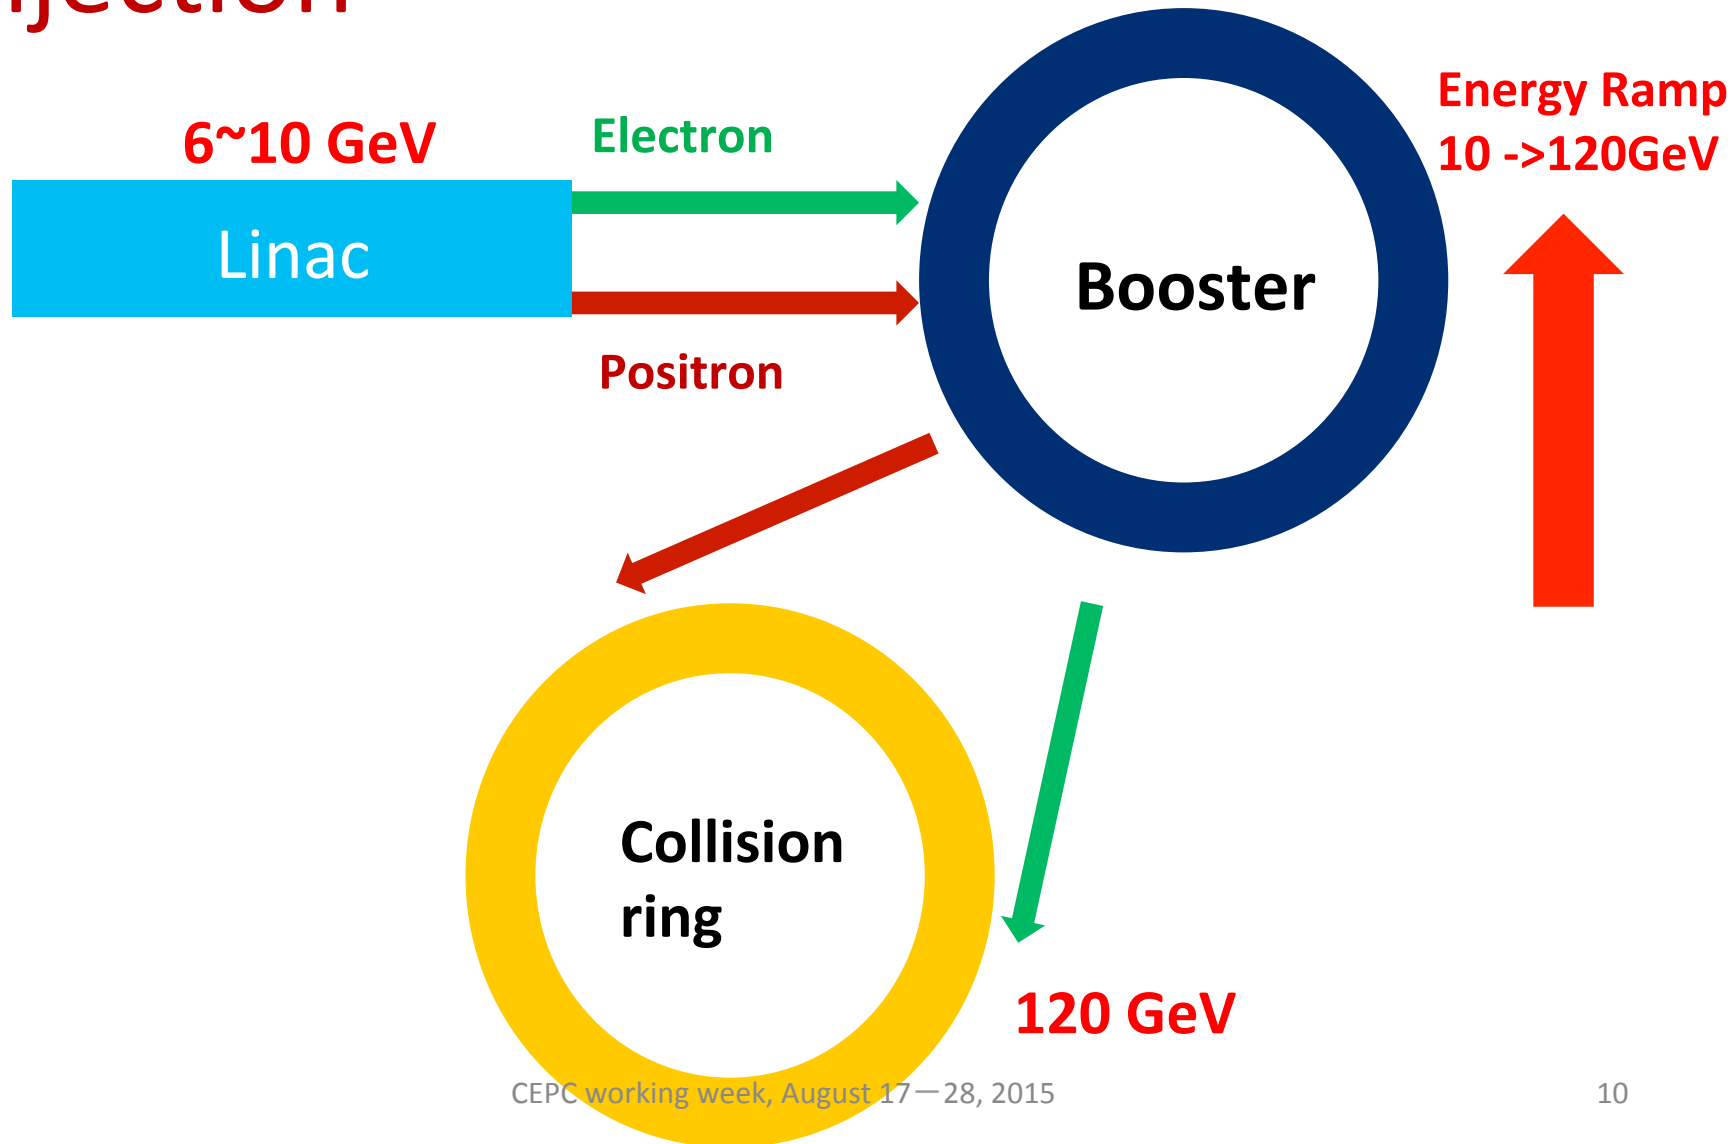 6~10 GeV
Linac
Electron
Positron
Booster
Energy Ramp
10 ->120GeV
Collision
ring
120 GeV
CEPC working week, August 17—28, 2015
10